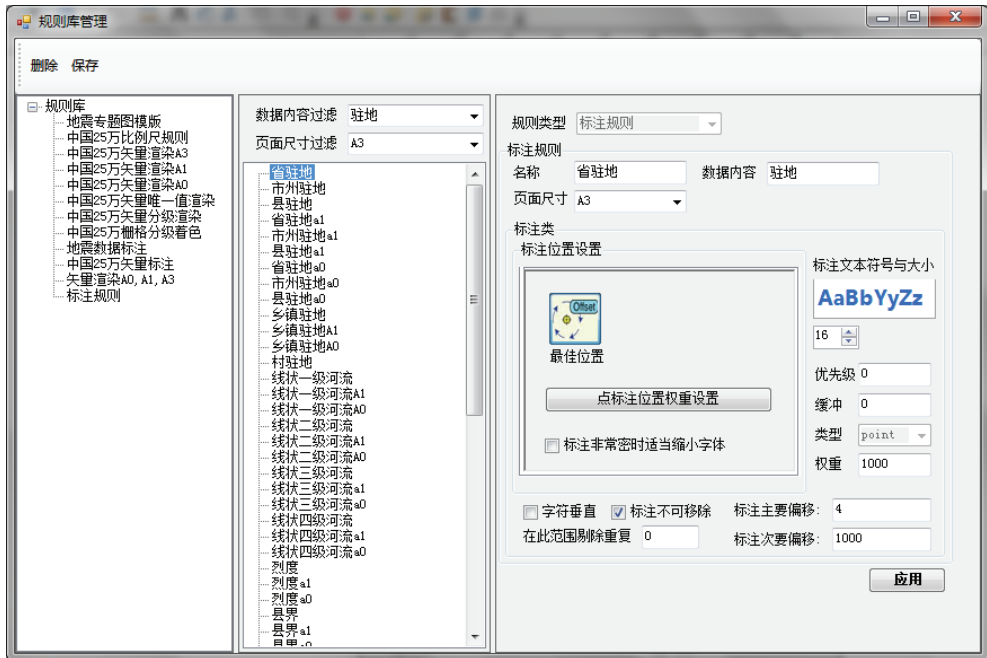 规则库管理
删除 保存
规则库
地震专题图模版
中国25万比例尺规则
中国25万矢量渲染A3
中国25万矢量渲染A1
中国25万矢量渲染A0
中国25万矢量唯一值渲染
中国25万矢量分级渲染
中国25万栅格分级着色
地震数据标注
中国25万矢量标注
矢量渲染A0, A1, A3
标注规则
数据内容过滤 驻地
页面尺寸过滤 A3
省驻地
市州驻地
县驻地
省驻地a1
市州驻地a1
县驻地a1
省驻地a0
市州驻地a0
县驻地a0
乡镇驻地
乡镇驻地A1
乡镇驻地A0
村驻地
线状一级河流
线状一级河流A1
线状一级河流A0
线状二级河流
线状二级河流A1
线状二级河流A0
线状三级河流
线状三级河流a1
线状三级河流a0
线状四级河流
线状四级河流a1
线状四级河流a0
烈度
烈度a1
烈度a0
县界
县界a1
规则类型 标注规则
标注规则
名称 省驻地 数据内容 驻地
页面尺寸 A3
标注类
标注位置设置
Offset
最佳位置
点标注位置权重设置
标注非常密时适当缩小字体
标注文本符号与大小
AaBbYyZz
16
优先级 0
缓冲 0
类型 point
权重 1000
字符垂直 标注不可移除 标注主要偏移: 4
在此范围剔除重复 0 标注次要偏移: 1000
应用